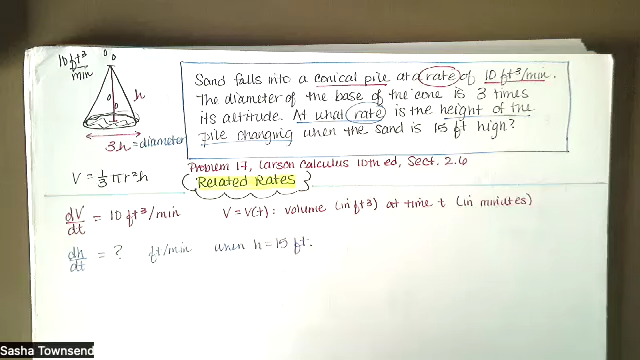 10 ft³/min
h
3h = diameter
V = 1/3 πr²h
Sand falls into a conical pile at a rate of 10 ft³/min.
The diameter of the base of the cone is 3 times
its altitude. At what rate is the height of the
pile changing when the sand is 15 ft high?
Problem 17, Larson Calculus 10th ed, Sect. 2.6
Related Rates
dV/dt = 10 ft³/min V = V(t): volume (in ft³) at time t (in minutes)
dh/dt = ? ft/min when h = 15 ft.
Sasha Townsend